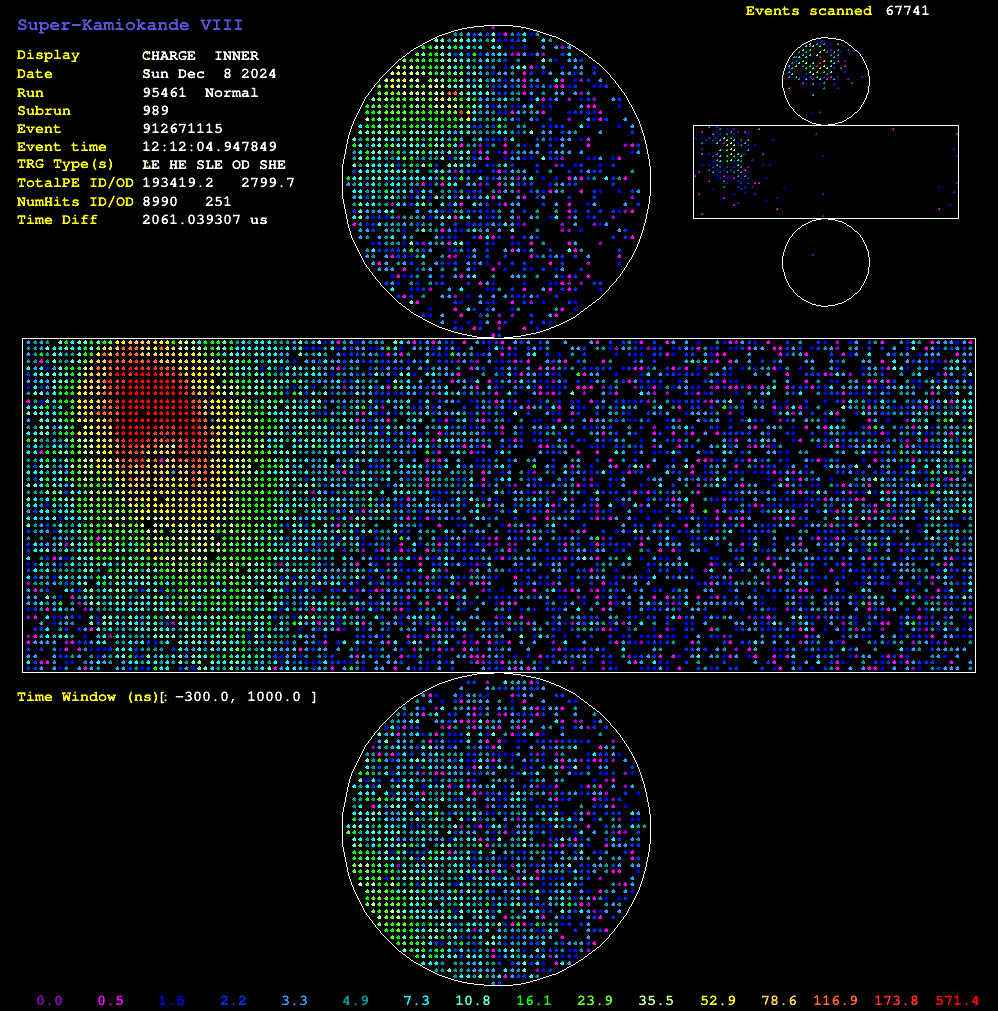 Super-Kamiokande VIII
Events scanned 67741
Display CHARGE INNER
Date Sun Dec 8 2024
Run 95461 Normal
Subrun 989
Event 912671115
Event time 12:12:04.947849
TRG Type(s) LE HE SLE OD SHE
TotalPE ID/OD 193419.2 2799.7
NumHits ID/OD 8990 251
Time Diff 2061.039307 us
Time Window (ns)[: −300.0, 1000.0 ]
0.0 0.5 1.5 2.2 3.3 4.9 7.3 10.8 16.1 23.9 35.5 52.9 78.6 116.9 173.8 571.4